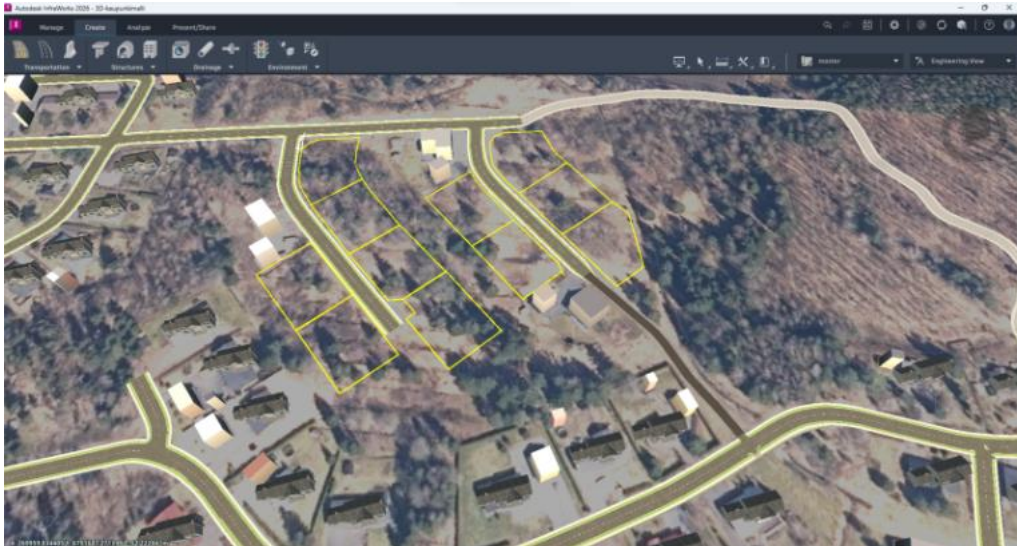 Autodesk InfraWorks 2026 - 3D-kaupunkimalli
Manage Create Analyze Present/Share
Transportation Structures Drainage Environment
master Engineering View